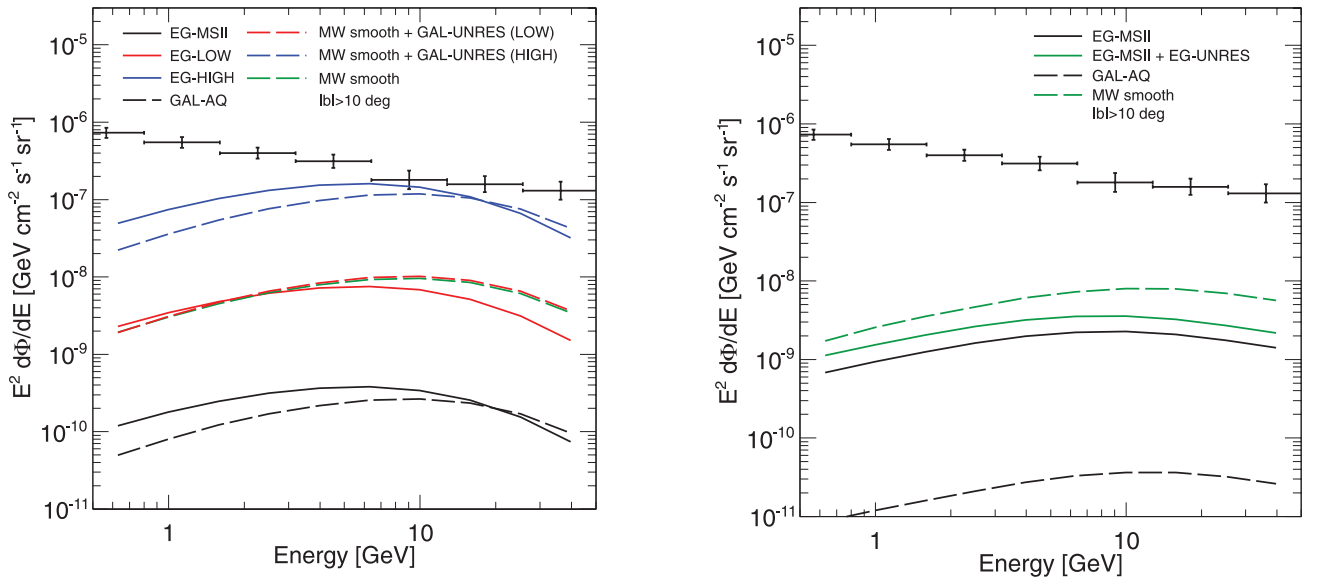 EG-MSII
EG-LOW
EG-HIGH
GAL-AQ
MW smooth + GAL-UNRES (LOW)
MW smooth + GAL-UNRES (HIGH)
MW smooth
lbl>10 deg
10⁻⁵
10⁻⁶
10⁻⁷
10⁻⁸
10⁻⁹
10⁻¹⁰
10⁻¹¹
E² dΦ/dE [GeV cm⁻² s⁻¹ sr⁻¹]
1
10
Energy [GeV]
EG-MSII
EG-MSII + EG-UNRES
GAL-AQ
MW smooth
lbl>10 deg
10⁻⁵
10⁻⁶
10⁻⁷
10⁻⁸
10⁻⁹
10⁻¹⁰
10⁻¹¹
E² dΦ/dE [GeV cm⁻² s⁻¹ sr⁻¹]
1
10
Energy [GeV]